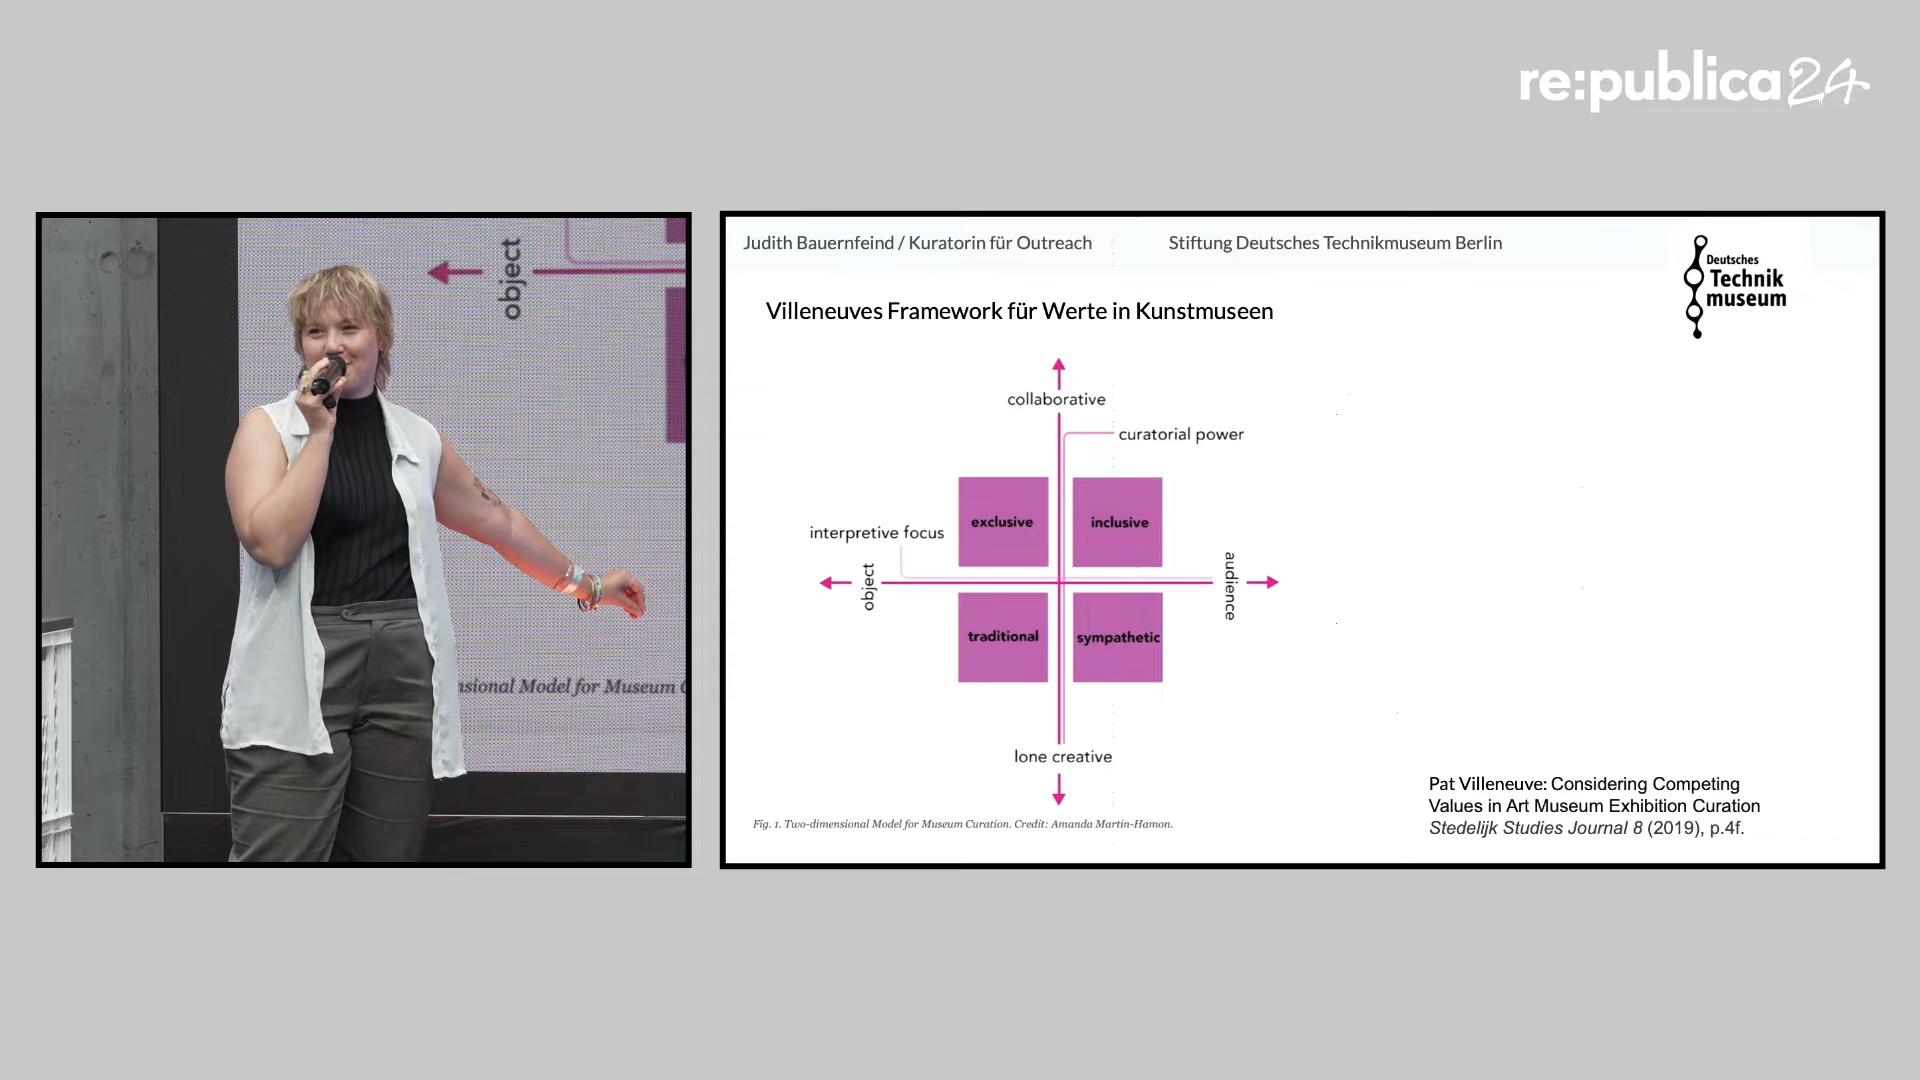 re:publica24
object
nsional Model for Museum
Judith Bauernfeind / Kuratorin für Outreach
Stiftung Deutsches Technikmuseum Berlin
Deutsches
Technik
museum
Villeneuves Framework für Werte in Kunstmuseen
collaborative
curatorial power
exclusive
inclusive
interpretive focus
object
audience
traditional
sympathetic
lone creative
Fig. 1. Two-dimensional Model for Museum Curation. Credit: Amanda Martin-Hamon.
Pat Villeneuve: Considering Competing
Values in Art Museum Exhibition Curation
Stedelijk Studies Journal 8 (2019), p.4f.